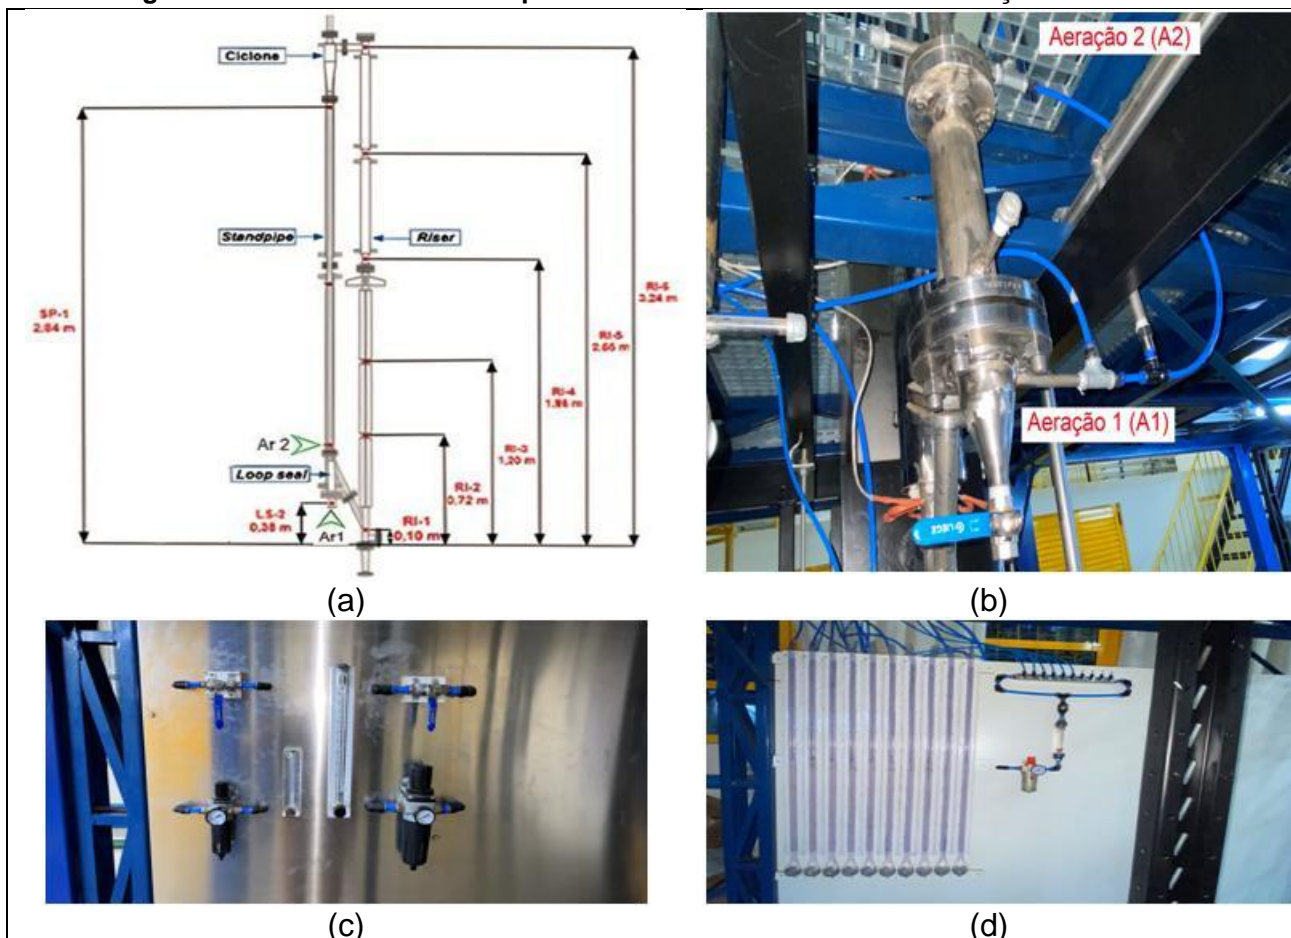 Ciclone
Aeração 2 (A2)
Standpipe
Riser
SP-1
2,84 m
RI-6
3,24 m
RI-5
2,66 m
RI-4
1,86 m
Ar 2
RI-3
1,20 m
Loop seal
RI-2
0,72 m
LS-2
0,38 m
RI-1
0,10 m
Ar1
Aeração 1 (A1)
(a)
(b)
(c)
(d)